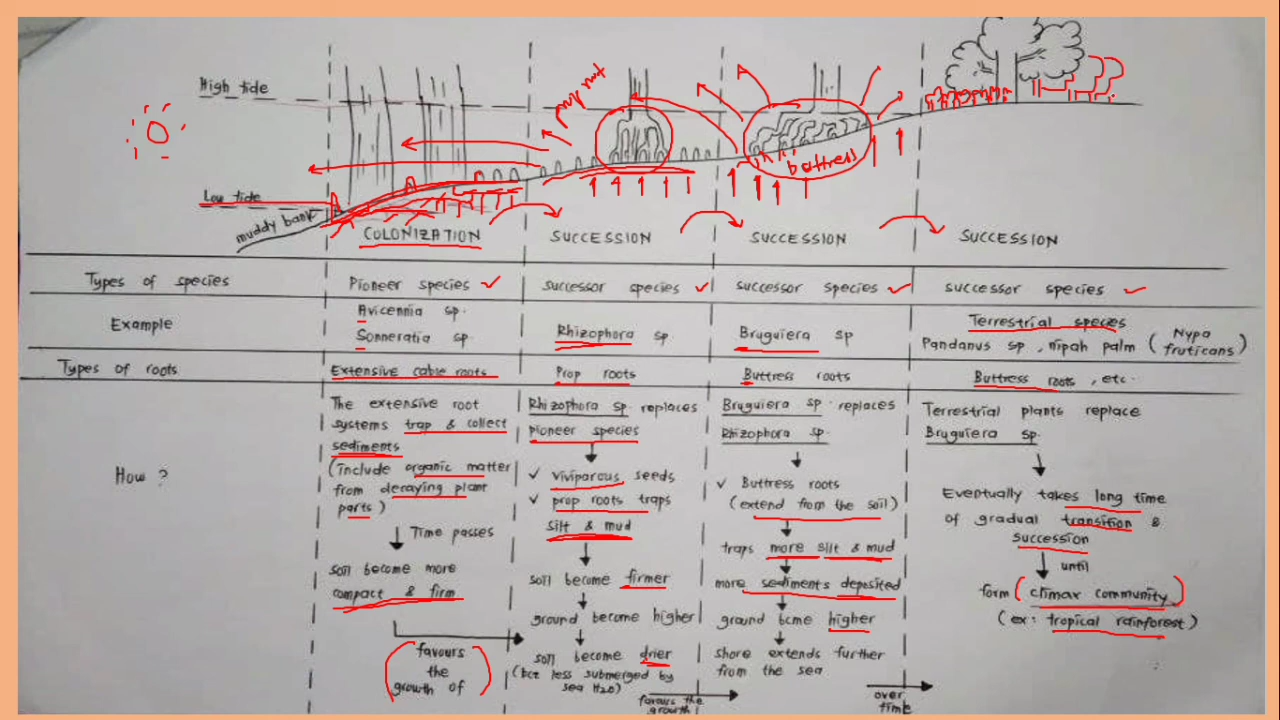 High tide
Low tide
muddy bank
prop root
buttress
COLONIZATION
SUCCESSION
SUCCESSION
SUCCESSION
Types of species
Pioneer species
successor species
successor species
successor species
Example
Avicennia sp.
Sonneratia sp.
Rhizophora sp
Bruguiera sp
Terrestrial species
Pandanus sp, nipah palm (Nypa fruticans)
Types of roots
Extensive cable roots
Prop roots
Buttress roots
Buttress roots, etc.
How ?
The extensive root
systems trap & collect
sediments
(include organic matter
from decaying plant
parts)
Time passes
soil become more
compact & firm
favours
the
growth of
Rhizophora sp. replaces
pioneer species
✓ viviparous seeds
✓ prop roots traps
silt & mud
soil become firmer
ground become higher
soil become drier
(bcz less submerged by
sea H2O)
favours the
growth
Bruguiera sp. replaces
Rhizophora sp.
✓ Buttress roots
(extend from the soil)
traps more silt & mud
more sediments deposited
ground bcme higher
shore extends further
from the sea
over
time
Terrestrial plants replace
Bruguiera sp.
Eventually takes long time
of gradual transition &
succession
until
form climax community
(ex: tropical rainforest)